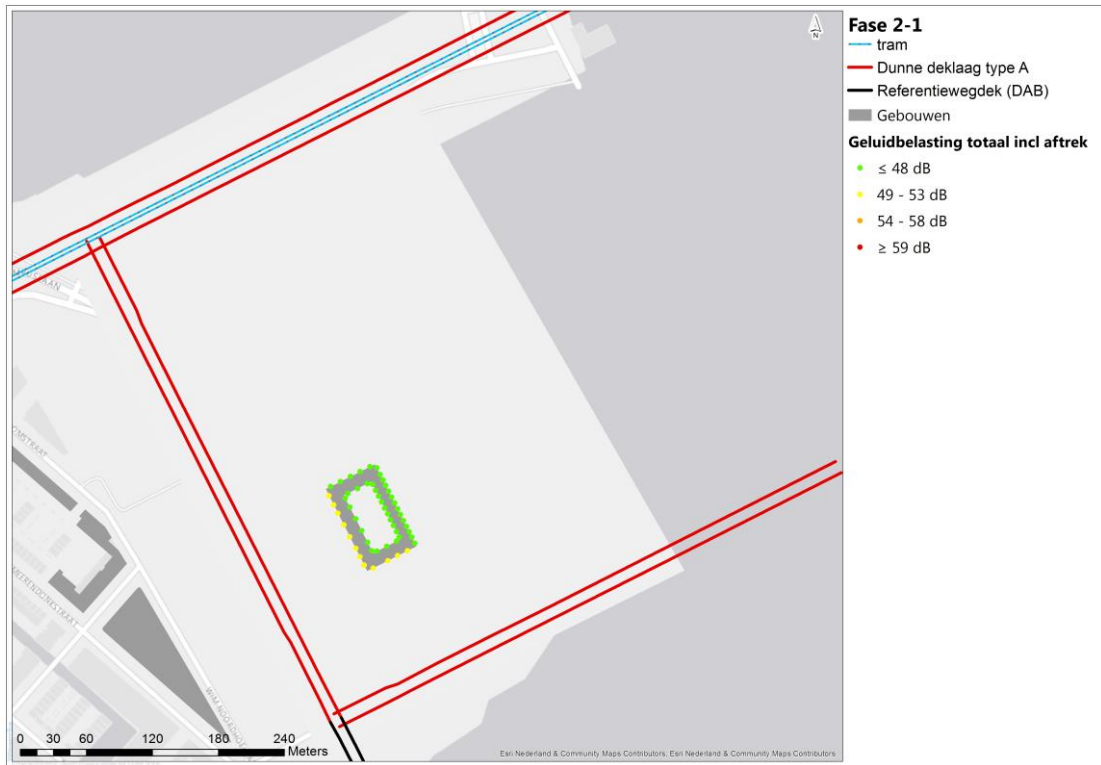 Fase 2-1
tram
Dunne deklaag type A
Referentiewegdek (DAB)
Gebouwen
Geluidbelasting totaal incl aftrek
≤ 48 dB
49 - 53 dB
54 - 58 dB
≥ 59 dB
N
0 30 60 120 180 240
Meters
Esri Nederland & Community Maps Contributors, Esri Nederland & Community Maps Contributors